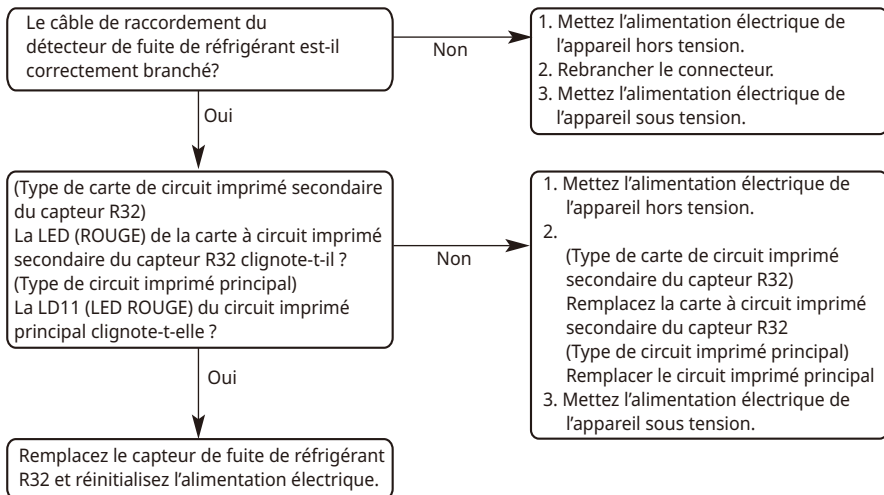 Le câble de raccordement du
détecteur de fuite de réfrigérant est-il
correctement branché?
Non
1. Mettez l’alimentation électrique de
l’appareil hors tension.
2. Rebrancher le connecteur.
3. Mettez l’alimentation électrique de
l’appareil sous tension.
Oui
(Type de carte de circuit imprimé secondaire
du capteur R32)
La LED (ROUGE) de la carte à circuit imprimé
secondaire du capteur R32 clignote-t-il ?
(Type de circuit imprimé principal)
La LD11 (LED ROUGE) du circuit imprimé
principal clignote-t-elle ?
Non
1. Mettez l’alimentation électrique de
l’appareil hors tension.
2.
(Type de carte de circuit imprimé
secondaire du capteur R32)
Remplacez la carte à circuit imprimé
secondaire du capteur R32
(Type de circuit imprimé principal)
Remplacer le circuit imprimé principal
3. Mettez l’alimentation électrique de
l’appareil sous tension.
Oui
Remplacez le capteur de fuite de réfrigérant
R32 et réinitialisez l’alimentation électrique.